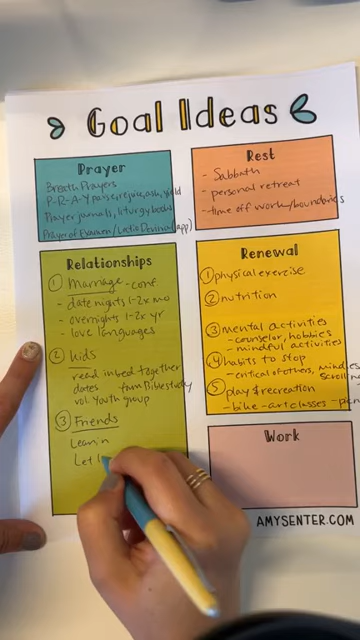 Goal Ideas
Prayer
Breath Prayers
P-R-A-Y pause, rejoice, ask, yield
Prayer journals, liturgy books
Prayer of Examen/Lectio Divina (app)
Rest
- Sabbath
- personal retreat
- time off work/boundaries
Relationships
① Marriage - conf
- date nights 1-2x mo
- overnights 1-2x yr
- love languages
② kids
read in bed together
dates fam Bible study
vol. Youth group
③ Friends
Lean in
Let
Renewal
① physical exercise
② nutrition
③ mental activities
- counselor, hobbies
- mindful activities
④ habits to stop
- critical of others, mindless
scrolling
⑤ play & recreation
- bike - art classes -
Work
AMYSENTER.COM